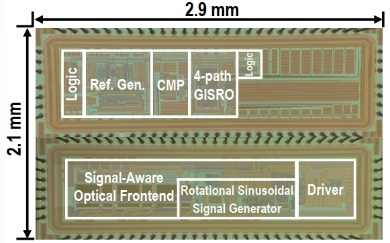 2.9 mm
2.1 mm
Logic
Ref. Gen.
CMP
4-path
GISRO
Logic
Signal-Aware
Optical Frontend
Rotational Sinusoidal
Signal Generator
Driver